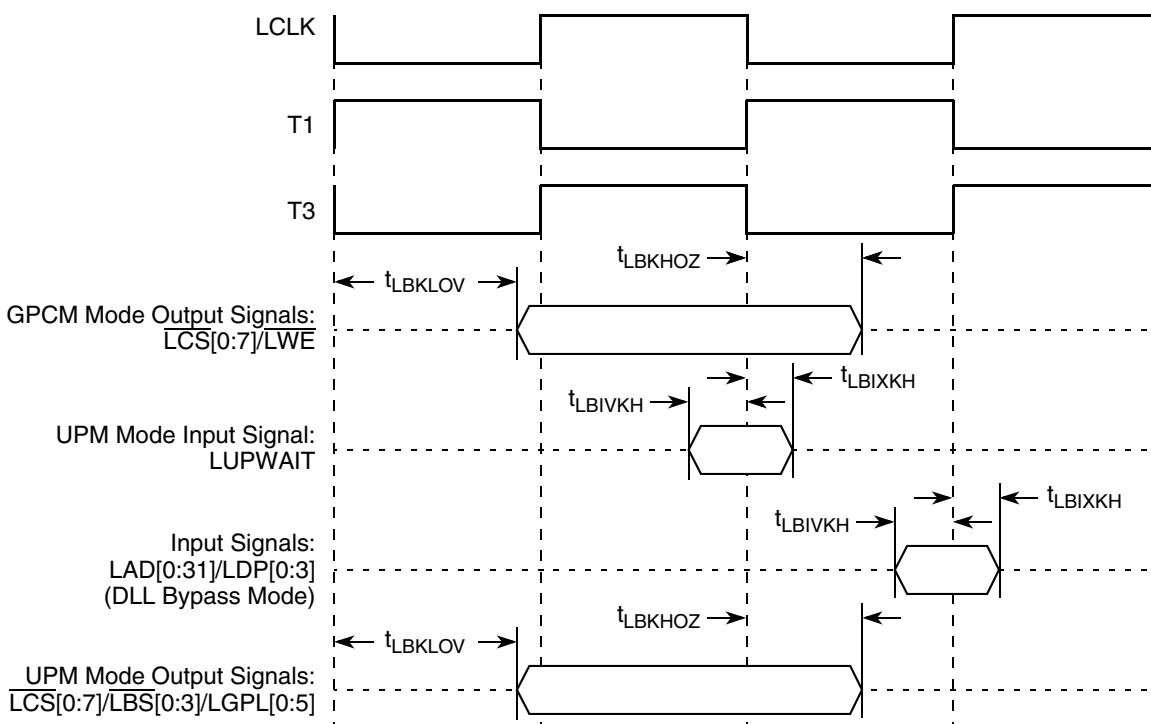 LCLK
T1
T3
tLBKHOZ
tLBKLOV
GPCM Mode Output Signals:
LCS[0:7]/LWE
tLBIXKH
tLBIVKH
UPM Mode Input Signal:
LUPWAIT
tLBIXKH
tLBIVKH
Input Signals:
LAD[0:31]/LDP[0:3]
(DLL Bypass Mode)
tLBKHOZ
tLBKLOV
UPM Mode Output Signals:
LCS[0:7]/LBS[0:3]/LGPL[0:5]